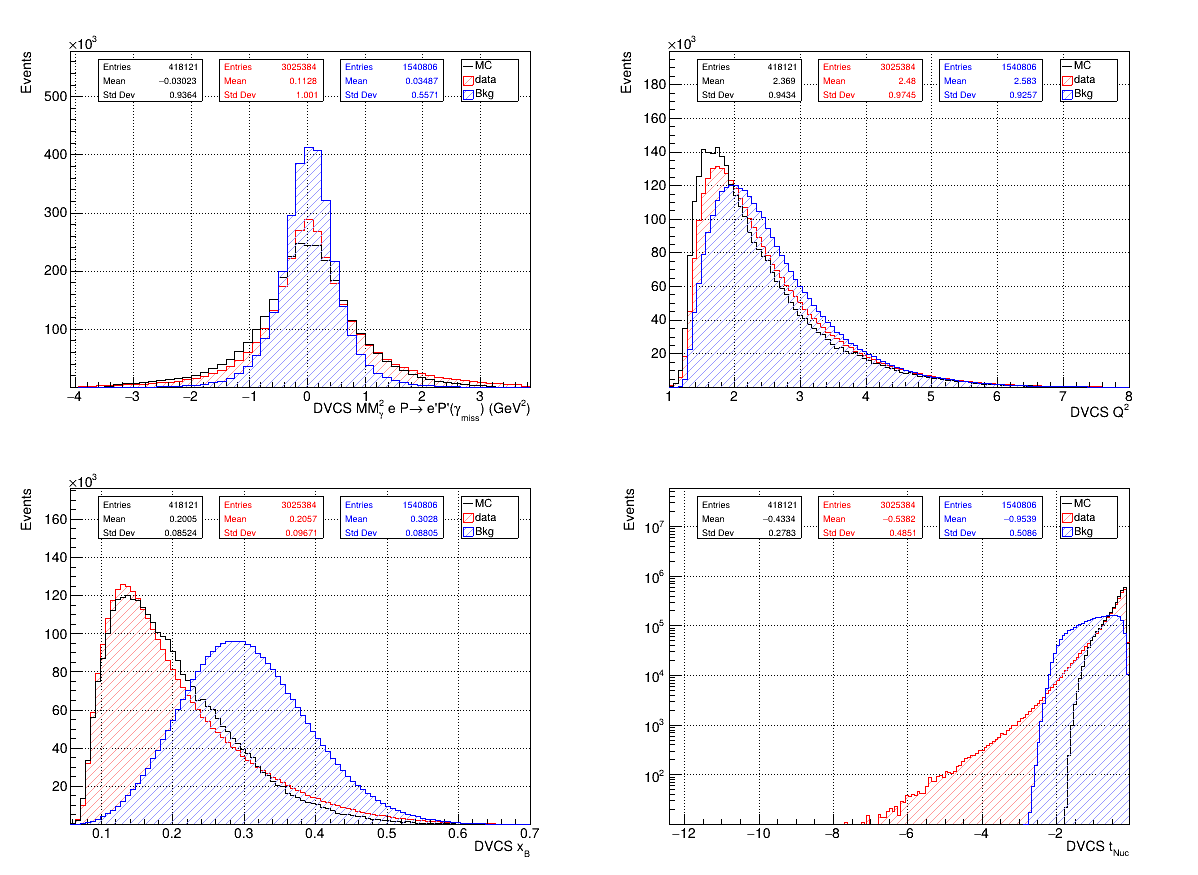 ×10³
Events
Entries 418121
Mean −0.03023
Std Dev 0.9364
Entries 3025384
Mean 0.1128
Std Dev 1.001
Entries 1540806
Mean 0.03487
Std Dev 0.5571
MC
data
Bkg
500
400
300
200
100
−4 −3 −2 −1 0 1 2 3
DVCS MM²γ e P→ e'P'(γmiss) (GeV²)
×10³
Events
Entries 418121
Mean 2.369
Std Dev 0.9434
Entries 3025384
Mean 2.48
Std Dev 0.9745
Entries 1540806
Mean 2.583
Std Dev 0.9257
MC
data
Bkg
180
160
140
120
100
80
60
40
20
1 2 3 4 5 6 7 8
DVCS Q²
×10³
Events
Entries 418121
Mean 0.2005
Std Dev 0.08524
Entries 3025384
Mean 0.2057
Std Dev 0.09671
Entries 1540806
Mean 0.3028
Std Dev 0.08805
MC
data
Bkg
160
140
120
100
80
60
40
20
0.1 0.2 0.3 0.4 0.5 0.6 0.7
DVCS xB
Events
Entries 418121
Mean −0.4334
Std Dev 0.2783
Entries 3025384
Mean −0.5382
Std Dev 0.4851
Entries 1540806
Mean −0.9539
Std Dev 0.5086
MC
data
Bkg
10⁷
10⁶
10⁵
10⁴
10³
10²
−12 −10 −8 −6 −4 −2
DVCS tNuc